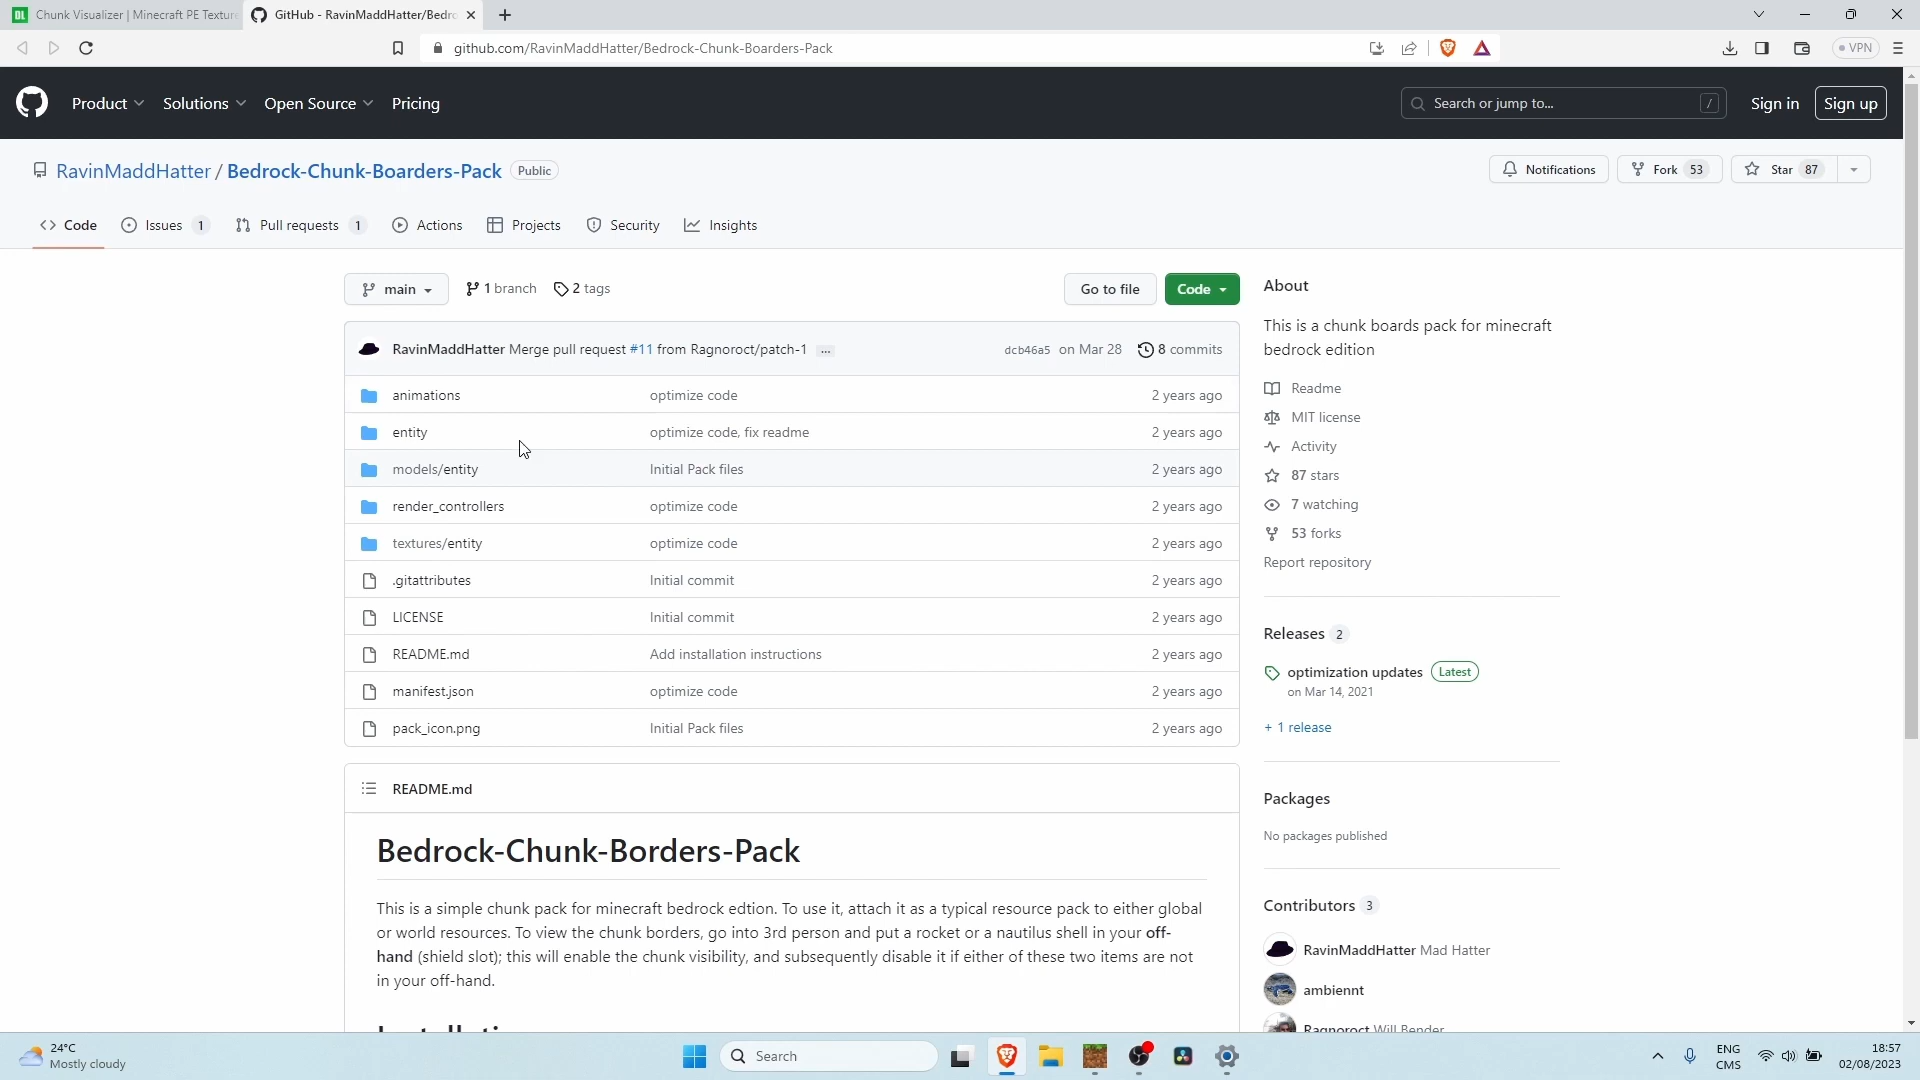 Chunk Visualizer | Minecraft PE Texture
GitHub - RavinMaddHatter/Bedro
github.com/RavinMaddHatter/Bedrock-Chunk-Boarders-Pack
VPN
Product
Solutions
Open Source
Pricing
Search or jump to...
/
Sign in
Sign up
RavinMaddHatter / Bedrock-Chunk-Boarders-Pack
Public
Notifications
Fork 53
Star 87
Code
Issues 1
Pull requests 1
Actions
Projects
Security
Insights
main
1 branch
2 tags
Go to file
Code
RavinMaddHatter Merge pull request #11 from Ragnoroct/patch-1 ... dcb46a5 on Mar 28 8 commits
animations optimize code 2 years ago
entity optimize code, fix readme 2 years ago
models/entity Initial Pack files 2 years ago
render_controllers optimize code 2 years ago
textures/entity optimize code 2 years ago
.gitattributes Initial commit 2 years ago
LICENSE Initial commit 2 years ago
README.md Add installation instructions 2 years ago
manifest.json optimize code 2 years ago
pack_icon.png Initial Pack files 2 years ago
README.md
Bedrock-Chunk-Borders-Pack
This is a simple chunk pack for minecraft bedrock edtion. To use it, attach it as a typical resource pack to either global
or world resources. To view the chunk borders, go into 3rd person and put a rocket or a nautilus shell in your off-
hand (shield slot); this will enable the chunk visibility, and subsequently disable it if either of these two items are not
in your off-hand.
About
This is a chunk boards pack for minecraft
bedrock edition
Readme
MIT license
Activity
87 stars
7 watching
53 forks
Report repository
Releases 2
optimization updates Latest
on Mar 14, 2021
+ 1 release
Packages
No packages published
Contributors 3
RavinMaddHatter Mad Hatter
ambiennt
Ragnoroct Will Bender
24°C
Mostly cloudy
Search
ENG
CMS
18:57
02/08/2023